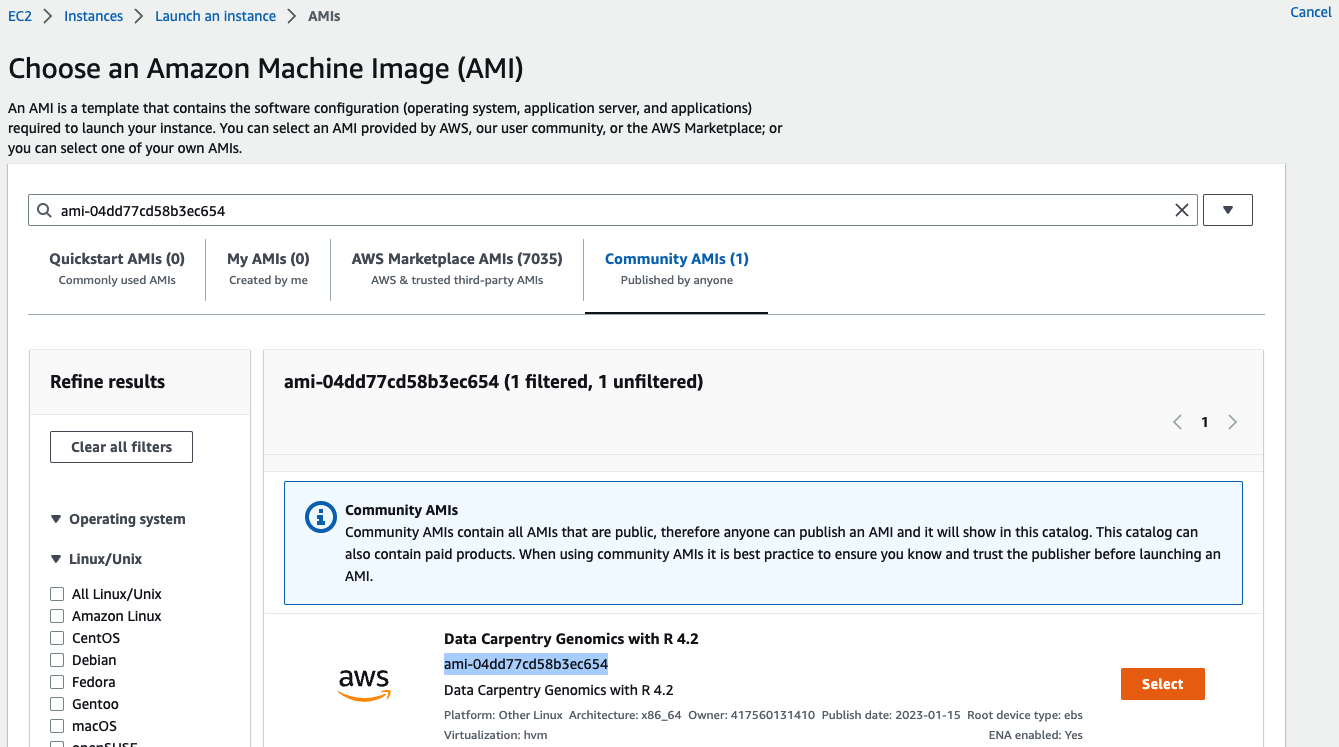 EC2 > Instances > Launch an instance > AMIs
Cancel
Choose an Amazon Machine Image (AMI)
An AMI is a template that contains the software configuration (operating system, application server, and applications)
required to launch your instance. You can select an AMI provided by AWS, our user community, or the AWS Marketplace; or
you can select one of your own AMIs.
ami-04dd77cd58b3ec654
Quickstart AMIs (0)
Commonly used AMIs
My AMIs (0)
Created by me
AWS Marketplace AMIs (7035)
AWS & trusted third-party AMIs
Community AMIs (1)
Published by anyone
Refine results
Clear all filters
Operating system
Linux/Unix
All Linux/Unix
Amazon Linux
CentOS
Debian
Fedora
Gentoo
macOS
openSUSE
ami-04dd77cd58b3ec654 (1 filtered, 1 unfiltered)
1
Community AMIs
Community AMIs contain all AMIs that are public, therefore anyone can publish an AMI and it will show in this catalog. This catalog can
also contain paid products. When using community AMIs it is best practice to ensure you know and trust the publisher before launching an
AMI.
aws
Data Carpentry Genomics with R 4.2
ami-04dd77cd58b3ec654
Data Carpentry Genomics with R 4.2
Platform: Other Linux Architecture: x86_64 Owner: 417560131410 Publish date: 2023-01-15 Root device type: ebs
Virtualization: hvm ENA enabled: Yes
Select